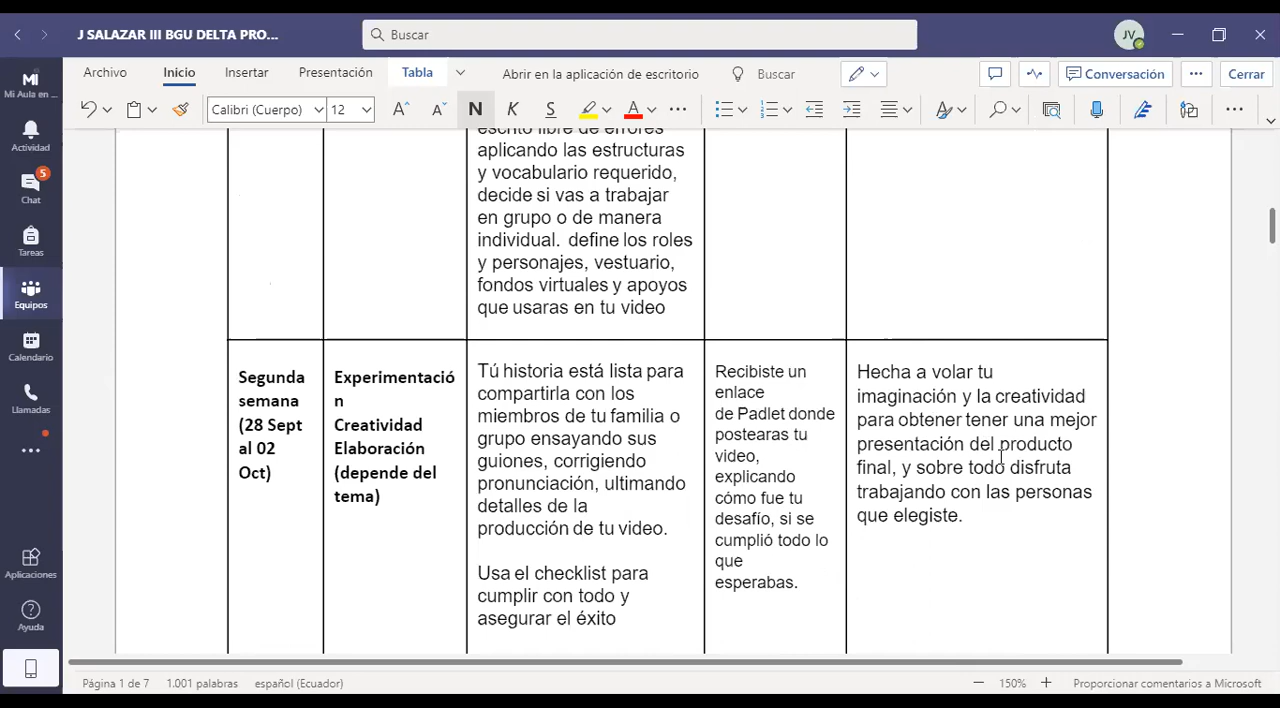 J SALAZAR III BGU DELTA PRO...
Buscar
JV
MI
Mi Aula en ...
Actividad
5
Chat
Tareas
Equipos
Calendario
Llamadas
Aplicaciones
Ayuda
Archivo
Inicio
Insertar
Presentación
Tabla
Abrir en la aplicación de escritorio
Buscar
Conversación
Cerrar
Calibri (Cuerpo)
12
A
A
N
K
S
A
escrito libre de errores
aplicando las estructuras
y vocabulario requerido,
decide si vas a trabajar
en grupo o de manera
individual. define los roles
y personajes, vestuario,
fondos virtuales y apoyos
que usaras en tu video
Segunda
semana
(28 Sept
al 02
Oct)
Experimentació
n
Creatividad
Elaboración
(depende del
tema)
Tú historia está lista para
compartirla con los
miembros de tu familia o
grupo ensayando sus
guiones, corrigiendo
pronunciación, ultimando
detalles de la
producción de tu video.
Usa el checklist para
cumplir con todo y
asegurar el éxito
Recibiste un
enlace
de Padlet donde
postearas tu
video,
explicando
cómo fue tu
desafío, si se
cumplió todo lo
que
esperabas.
Hecha a volar tu
imaginación y la creatividad
para obtener tener una mejor
presentación del producto
final, y sobre todo disfruta
trabajando con las personas
que elegiste.
Página 1 de 7
1.001 palabras
español (Ecuador)
150%
Proporcionar comentarios a Microsoft